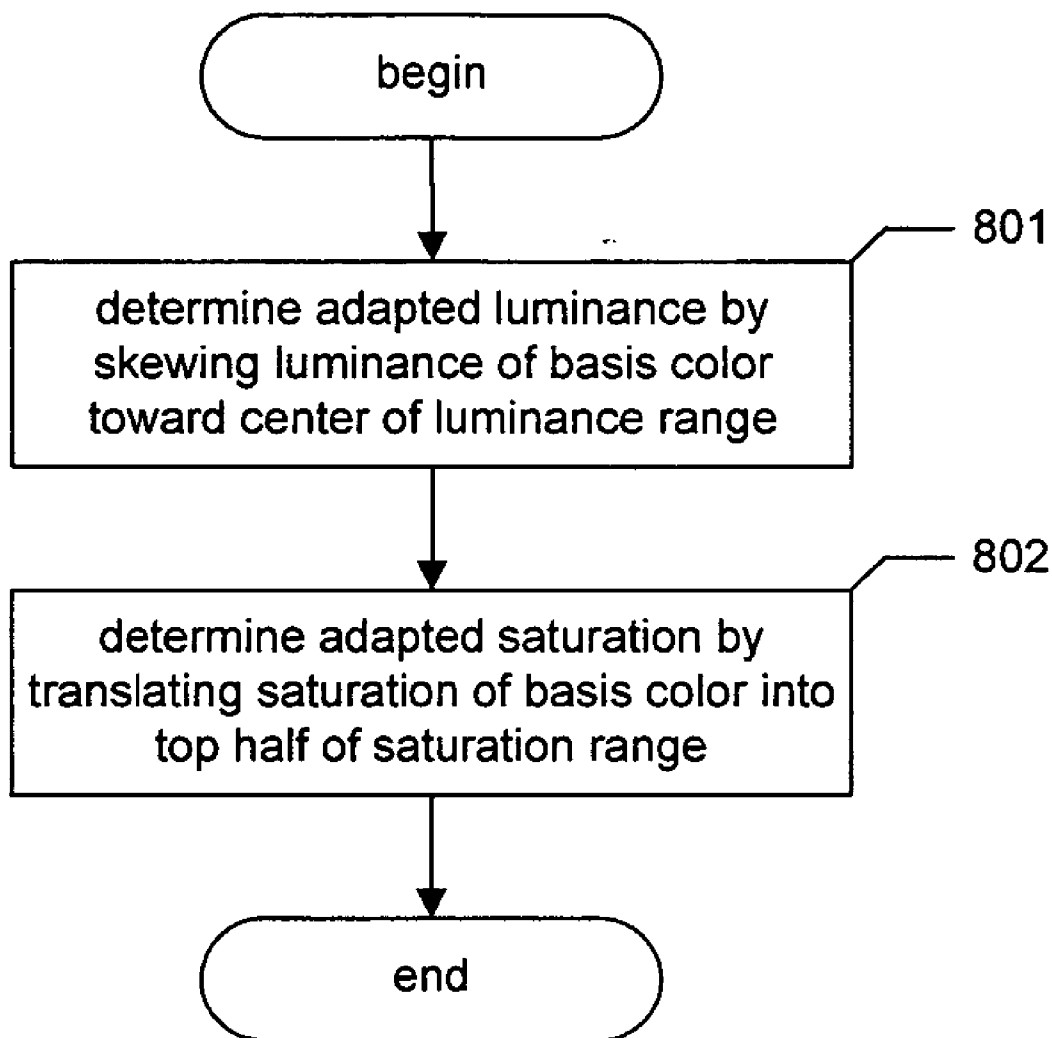 begin
801
determine adapted luminance by
skewing luminance of basis color
toward center of luminance range
802
determine adapted saturation by
translating saturation of basis color into
top half of saturation range
end